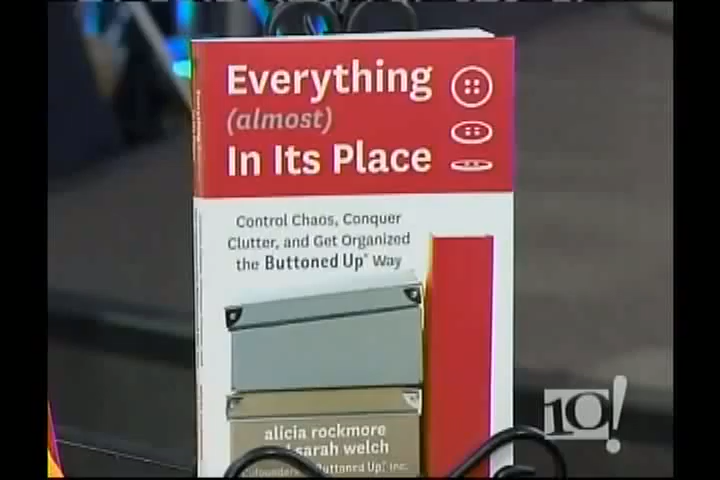 Everything
(almost)
In Its Place
Control Chaos, Conquer
Clutter, and Get Organized
the Buttoned Up® Way
alicia rockmore
sarah welch
Cofounders Buttoned Up, Inc.
10!